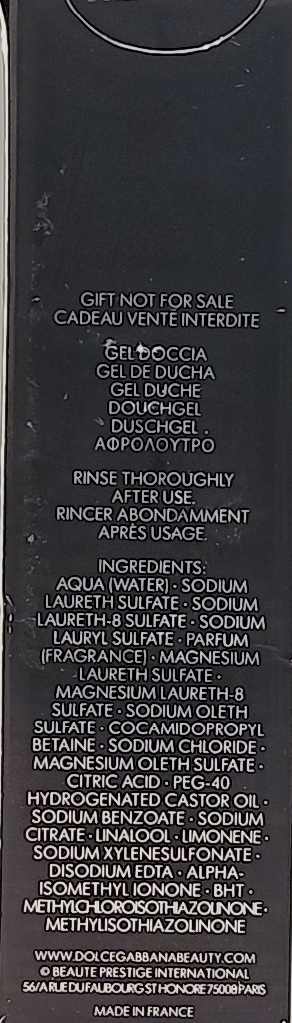 GIFT NOT FOR SALE
CADEAU VENTE INTERDITE
GEL DOCCIA
GEL DE DUCHA
GEL DUCHE
DOUCHGEL
DUSCHGEL
ΑΦΡΟΛΟΥΤΡΟ
RINSE THOROUGHLY
AFTER USE.
RINCER ABONDAMMENT
APRÈS USAGE.
INGREDIENTS:
AQUA (WATER) • SODIUM
LAURETH SULFATE • SODIUM
LAURETH-8 SULFATE • SODIUM
LAURYL SULFATE • PARFUM
(FRAGRANCE) • MAGNESIUM
LAURETH SULFATE •
MAGNESIUM LAURETH-8
SULFATE • SODIUM OLETH
SULFATE • COCAMIDOPROPYL
BETAINE • SODIUM CHLORIDE •
MAGNESIUM OLETH SULFATE •
CITRIC ACID • PEG-40
HYDROGENATED CASTOR OIL •
SODIUM BENZOATE • SODIUM
CITRATE • LINALOOL • LIMONENE •
SODIUM XYLENESULFONATE •
DISODIUM EDTA • ALPHA-
ISOMETHYL IONONE • BHT •
METHYLCHLOROISOTHIAZOLINONE •
METHYLISOTHIAZOLINONE
WWW.DOLCEGABBANABEAUTY.COM
© BEAUTE PRESTIGE INTERNATIONAL
56/A RUE DU FAUBOURG ST HONORE 75008 PARIS
MADE IN FRANCE